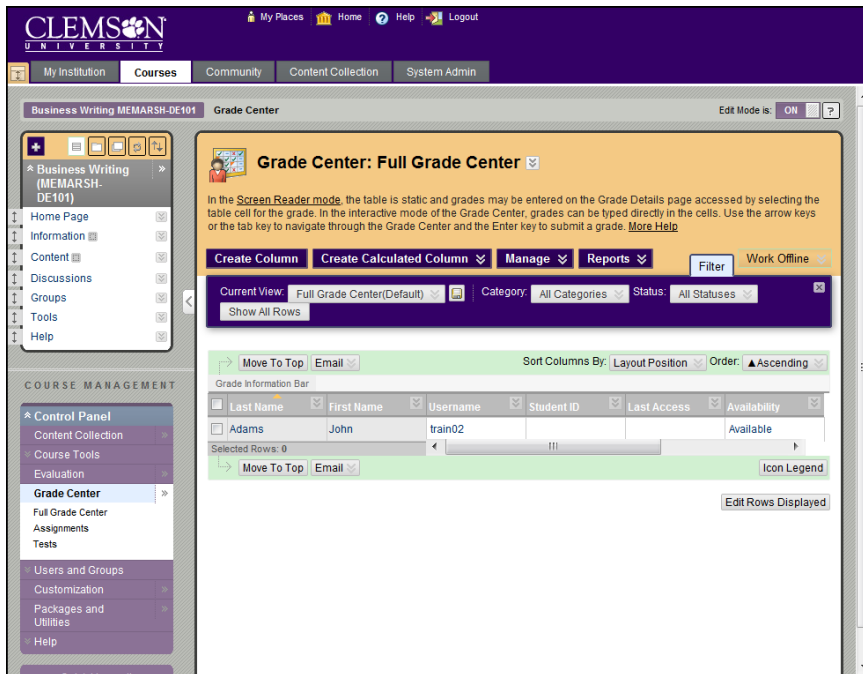 CLEMSON
UNIVERSITY
My Places Home Help Logout
My Institution Courses Community Content Collection System Admin
Business Writing MEMARSH-DE101 Grade Center
Edit Mode is: ON ?
Business Writing
(MEMARSH-
DE101)
Home Page
Information
Content
Discussions
Groups
Tools
Help
COURSE MANAGEMENT
Control Panel
Content Collection
Course Tools
Evaluation
Grade Center
Full Grade Center
Assignments
Tests
Users and Groups
Customization
Packages and
Utilities
Help
Grade Center: Full Grade Center
In the Screen Reader mode, the table is static and grades may be entered on the Grade Details page accessed by selecting the
table cell for the grade. In the interactive mode of the Grade Center, grades can be typed directly in the cells. Use the arrow keys
or the tab key to navigate through the Grade Center and the Enter key to submit a grade. More Help
Create Column Create Calculated Column Manage Reports Filter Work Offline
Current View: Full Grade Center(Default) Category: All Categories Status: All Statuses
Show All Rows
Move To Top Email Sort Columns By: Layout Position Order: ▲Ascending
Grade Information Bar
Last Name First Name Username Student ID Last Access Availability
Adams John train02 Available
Selected Rows: 0
Move To Top Email Icon Legend
Edit Rows Displayed